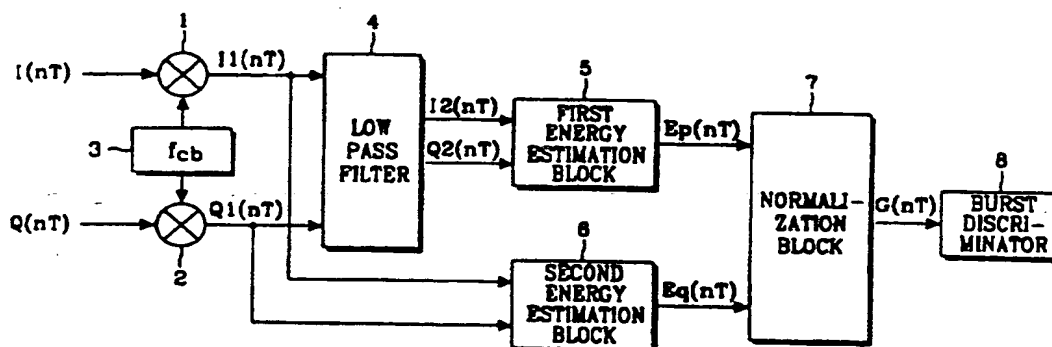 1
I(nT)
I1(nT)
3
fcb
Q(nT)
Q1(nT)
2
4
LOW
PASS
FILTER
I2(nT)
Q2(nT)
5
FIRST
ENERGY
ESTIMATION
BLOCK
Ep(nT)
6
SECOND
ENERGY
ESTIMATION
BLOCK
Eq(nT)
7
NORMALI-
ZATION
BLOCK
G(nT)
8
BURST
DISCRI-
MINATOR